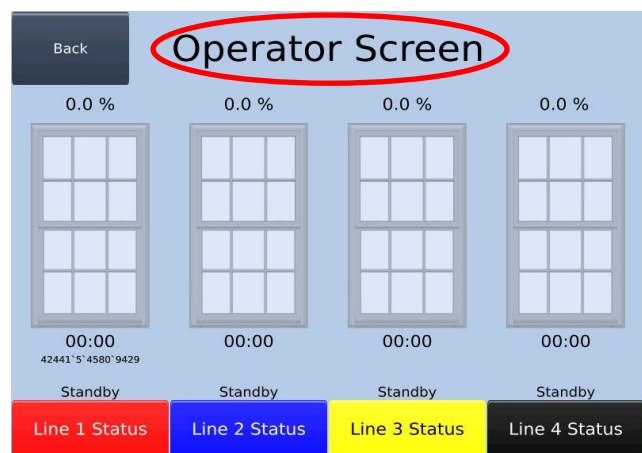 Back
Operator Screen
0.0 % 0.0 % 0.0 % 0.0 %
00:00 00:00 00:00 00:00
42441`5`4580`9429
Standby Standby Standby Standby
Line 1 Status Line 2 Status Line 3 Status Line 4 Status